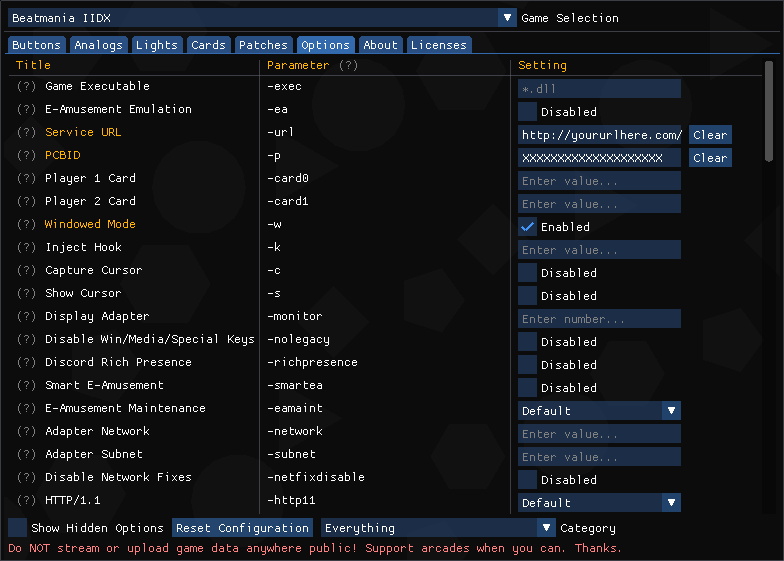 Beatmania IIDX Game Selection
Buttons Analogs Lights Cards Patches Options About Licenses
Title Parameter (?) Setting
(?) Game Executable -exec *.dll
(?) E-Amusement Emulation -ea Disabled
(?) Service URL -url http://yoururlhere.com/ Clear
(?) PCBID -p XXXXXXXXXXXXXXXXXXXX Clear
(?) Player 1 Card -card0 Enter value...
(?) Player 2 Card -card1 Enter value...
(?) Windowed Mode -w Enabled
(?) Inject Hook -k Enter value...
(?) Capture Cursor -c Disabled
(?) Show Cursor -s Disabled
(?) Display Adapter -monitor Enter number...
(?) Disable Win/Media/Special Keys -nolegacy Disabled
(?) Discord Rich Presence -richpresence Disabled
(?) Smart E-Amusement -smartea Disabled
(?) E-Amusement Maintenance -eamaint Default
(?) Adapter Network -network Enter value...
(?) Adapter Subnet -subnet Enter value...
(?) Disable Network Fixes -netfixdisable Disabled
(?) HTTP/1.1 -http11 Default
Show Hidden Options Reset Configuration Everything Category
Do NOT stream or upload game data anywhere public! Support arcades when you can. Thanks.